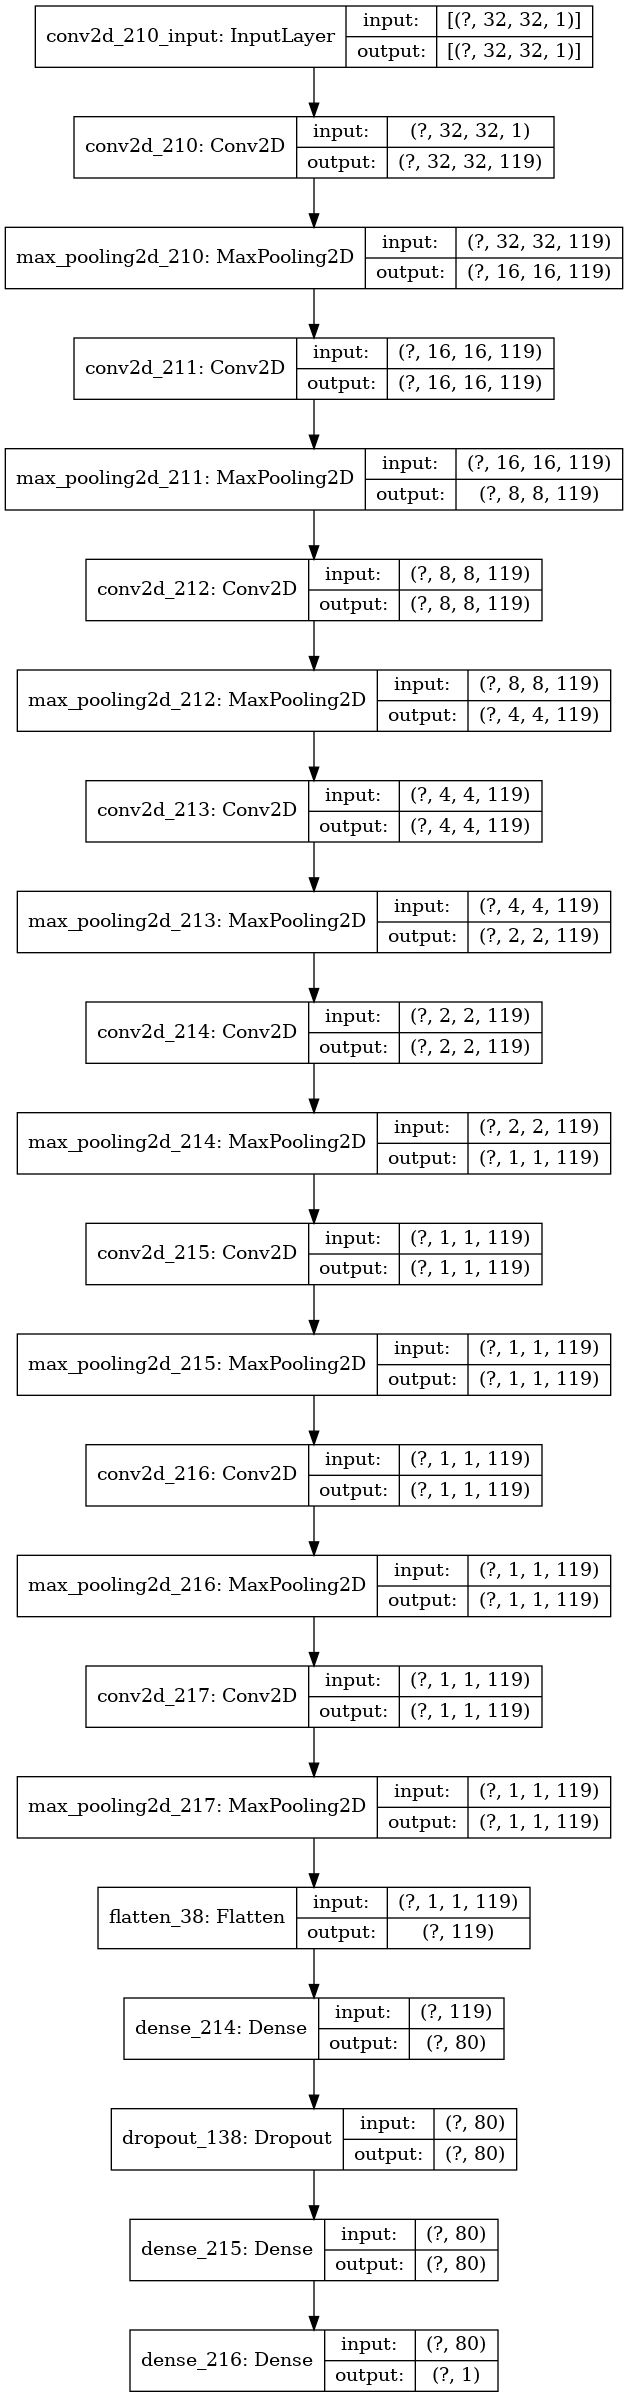 conv2d_210_input: InputLayer input: [(?, 32, 32, 1)]
output: [(?, 32, 32, 1)]
conv2d_210: Conv2D input: (?, 32, 32, 1)
output: (?, 32, 32, 119)
max_pooling2d_210: MaxPooling2D input: (?, 32, 32, 119)
output: (?, 16, 16, 119)
conv2d_211: Conv2D input: (?, 16, 16, 119)
output: (?, 16, 16, 119)
max_pooling2d_211: MaxPooling2D input: (?, 16, 16, 119)
output: (?, 8, 8, 119)
conv2d_212: Conv2D input: (?, 8, 8, 119)
output: (?, 8, 8, 119)
max_pooling2d_212: MaxPooling2D input: (?, 8, 8, 119)
output: (?, 4, 4, 119)
conv2d_213: Conv2D input: (?, 4, 4, 119)
output: (?, 4, 4, 119)
max_pooling2d_213: MaxPooling2D input: (?, 4, 4, 119)
output: (?, 2, 2, 119)
conv2d_214: Conv2D input: (?, 2, 2, 119)
output: (?, 2, 2, 119)
max_pooling2d_214: MaxPooling2D input: (?, 2, 2, 119)
output: (?, 1, 1, 119)
conv2d_215: Conv2D input: (?, 1, 1, 119)
output: (?, 1, 1, 119)
max_pooling2d_215: MaxPooling2D input: (?, 1, 1, 119)
output: (?, 1, 1, 119)
conv2d_216: Conv2D input: (?, 1, 1, 119)
output: (?, 1, 1, 119)
max_pooling2d_216: MaxPooling2D input: (?, 1, 1, 119)
output: (?, 1, 1, 119)
conv2d_217: Conv2D input: (?, 1, 1, 119)
output: (?, 1, 1, 119)
max_pooling2d_217: MaxPooling2D input: (?, 1, 1, 119)
output: (?, 1, 1, 119)
flatten_38: Flatten input: (?, 1, 1, 119)
output: (?, 119)
dense_214: Dense input: (?, 119)
output: (?, 80)
dropout_138: Dropout input: (?, 80)
output: (?, 80)
dense_215: Dense input: (?, 80)
output: (?, 80)
dense_216: Dense input: (?, 80)
output: (?, 1)